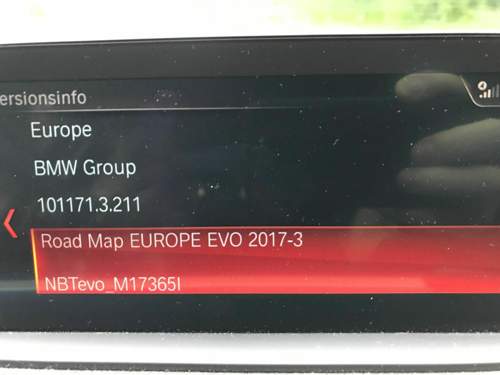 ersionsinfo
Europe
BMW Group
101171.3.211
Road Map EUROPE EVO 2017-3
NBTevo_M17365I